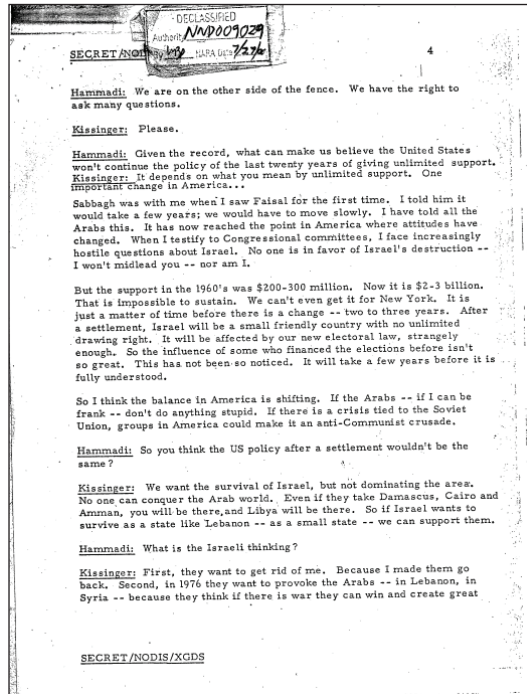 DECLASSIFIED
Authority NND009029
SECRET/NOD By NARA Date 7/27/
4
Hammadi: We are on the other side of the fence. We have the right to
ask many questions.
Kissinger: Please.
Hammadi: Given the record, what can make us believe the United States
won't continue the policy of the last twenty years of giving unlimited support.
Kissinger: It depends on what you mean by unlimited support. One
important change in America...
Sabbagh was with me when I saw Faisal for the first time. I told him it
would take a few years; we would have to move slowly. I have told all the
Arabs this. It has now reached the point in America where attitudes have
changed. When I testify to Congressional committees, I face increasingly
hostile questions about Israel. No one is in favor of Israel's destruction --
I won't midlead you -- nor am I.
But the support in the 1960's was $200-300 million. Now it is $2-3 billion.
That is impossible to sustain. We can't even get it for New York. It is
just a matter of time before there is a change -- two to three years. After
a settlement, Israel will be a small friendly country with no unlimited
drawing right. It will be affected by our new electoral law, strangely
enough. So the influence of some who financed the elections before isn't
so great. This has not been so noticed. It will take a few years before it is
fully understood.
So I think the balance in America is shifting. If the Arabs -- if I can be
frank -- don't do anything stupid. If there is a crisis tied to the Soviet
Union, groups in America could make it an anti-Communist crusade.
Hammadi: So you think the US policy after a settlement wouldn't be the
same?
Kissinger: We want the survival of Israel, but not dominating the area.
No one can conquer the Arab world. Even if they take Damascus, Cairo and
Amman, you will be there, and Libya will be there. So if Israel wants to
survive as a state like Lebanon -- as a small state -- we can support them.
Hammadi: What is the Israeli thinking?
Kissinger: First, they want to get rid of me. Because I made them go
back. Second, in 1976 they want to provoke the Arabs -- in Lebanon, in
Syria -- because they think if there is war they can win and create great
SECRET/NODIS/XGDS